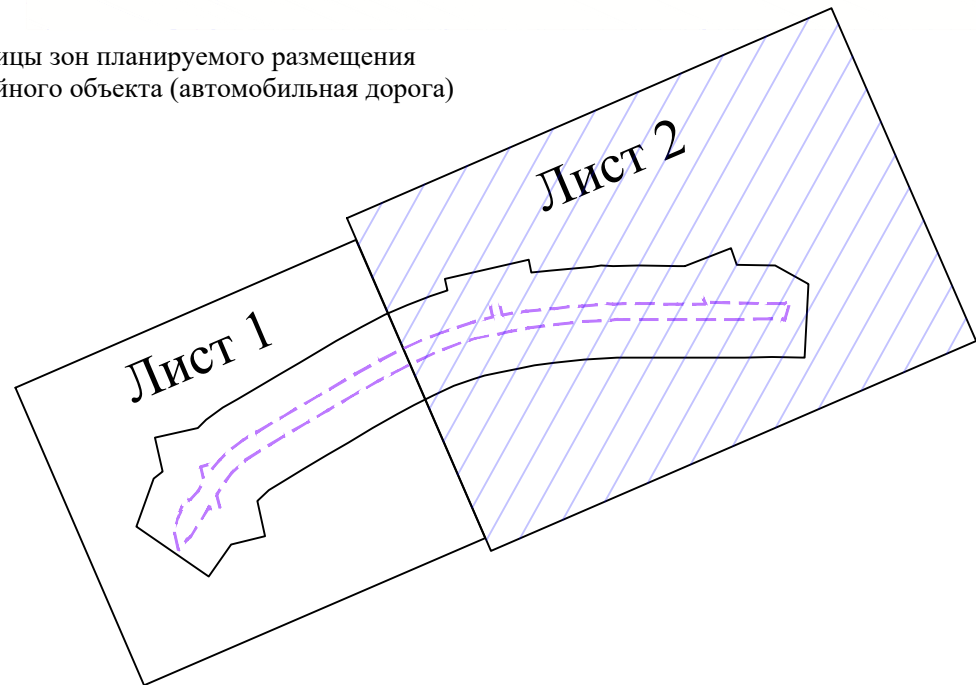 ицы зон планируемого размещения
йного объекта (автомобильная дорога)
Лист 2
Лист 1